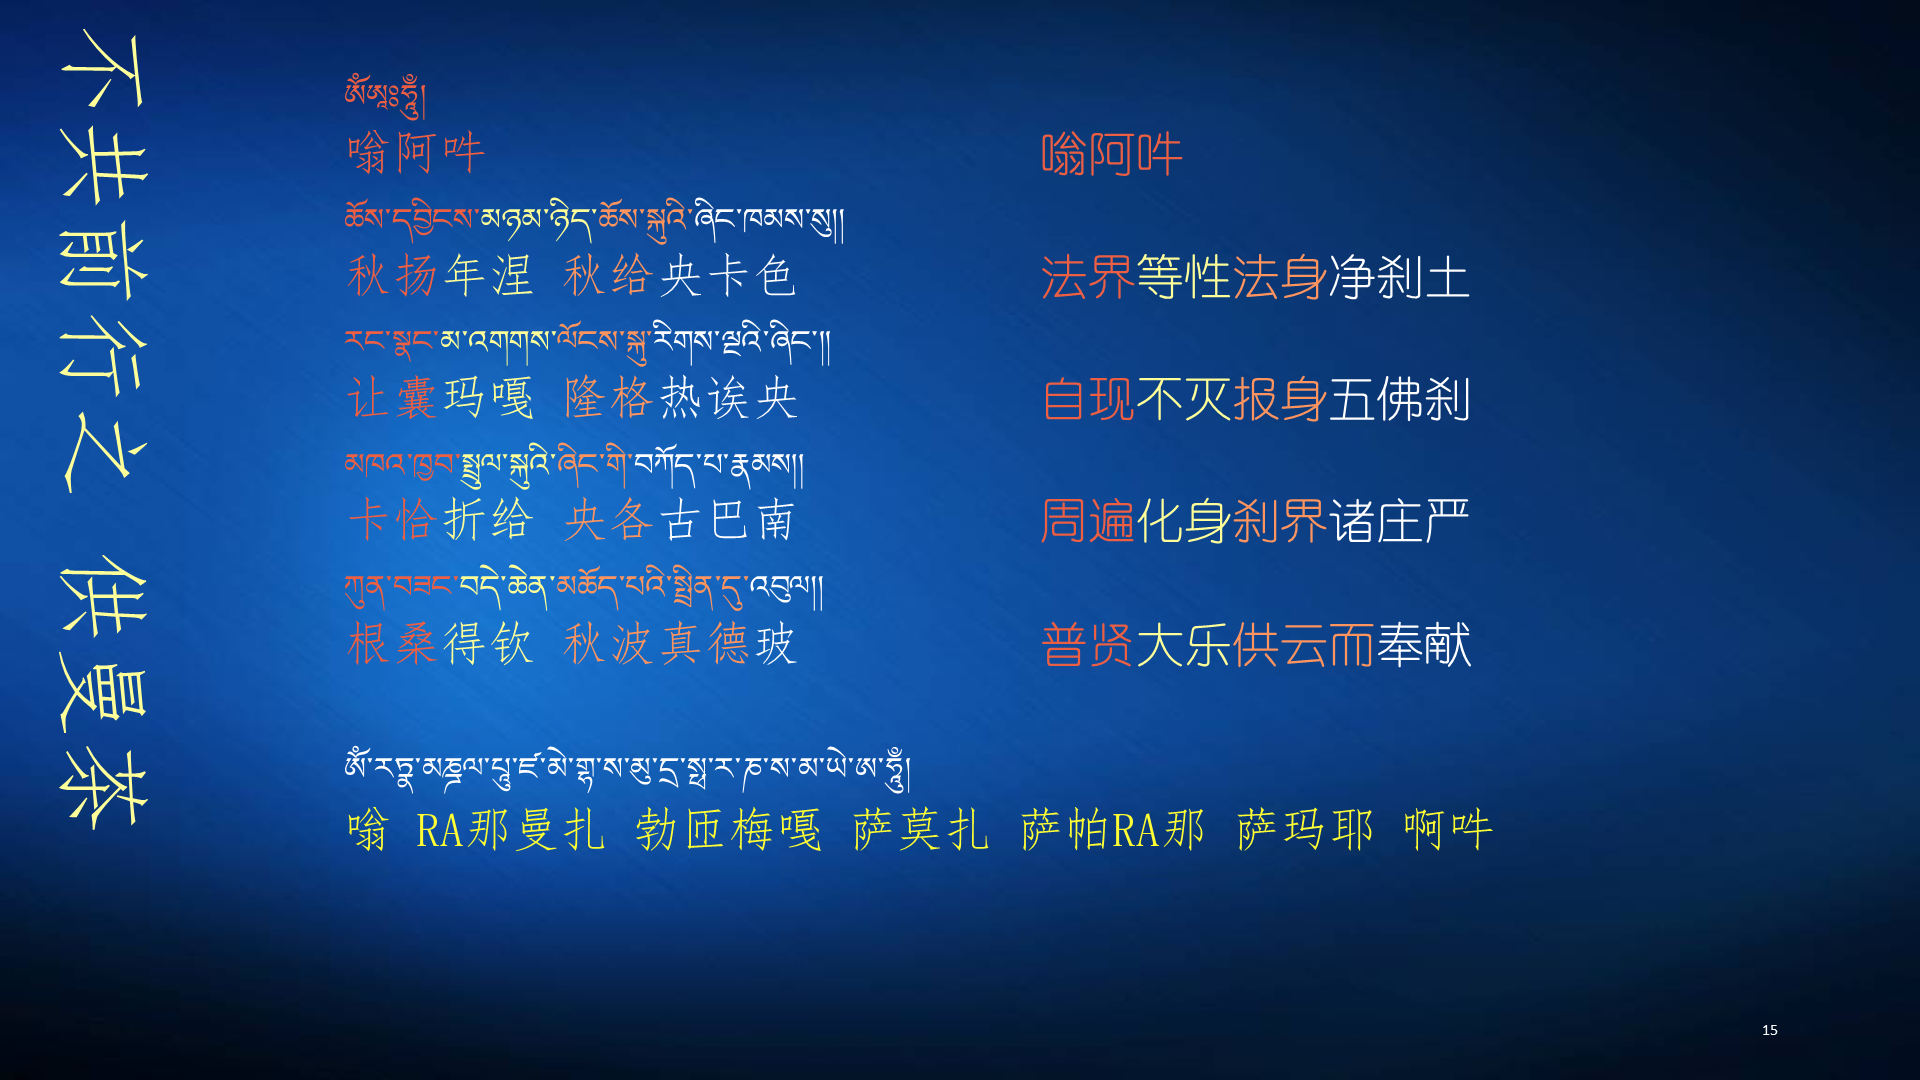 不共前行之 供曼茶
ༀཨཱཿཧཱུྃ།
嗡阿吽
嗡阿吽
ཆོས་དབྱིངས་མཉམ་ཉིད་ཆོས་སྐུའི་ཞིང་ཁམས་སུ།།
秋扬年涅 秋给央卡色
法界等性法身净刹土
རང་སྣང་མ་འགགས་ལོངས་སྐུ་རིགས་ལྔའི་ཞིང་།།
让囊玛嘎 隆格热诶央
自现不灭报身五佛刹
མཁའ་ཁྱབ་སྤྲུལ་སྐུའི་ཞིང་གི་བཀོད་པ་རྣམས།།
卡恰折给 央各古巴南
周遍化身刹界诸庄严
ཀུན་བཟང་བདེ་ཆེན་མཆོད་པའི་སྤྲིན་དུ་འབུལ།།
根桑得钦 秋波真德玻
普贤大乐供云而奉献
ༀ་རཏྣ་མཎྜལ་པཱུ་ཛ་མེ་གྷ་ས་མུ་དྲ་སྥ་ར་ཎ་ས་མ་ཡེ་ཨ་ཧཱུྃ།
嗡 RA那曼扎 勃匝梅嘎 萨莫扎 萨帕RA那 萨玛耶 啊吽
15